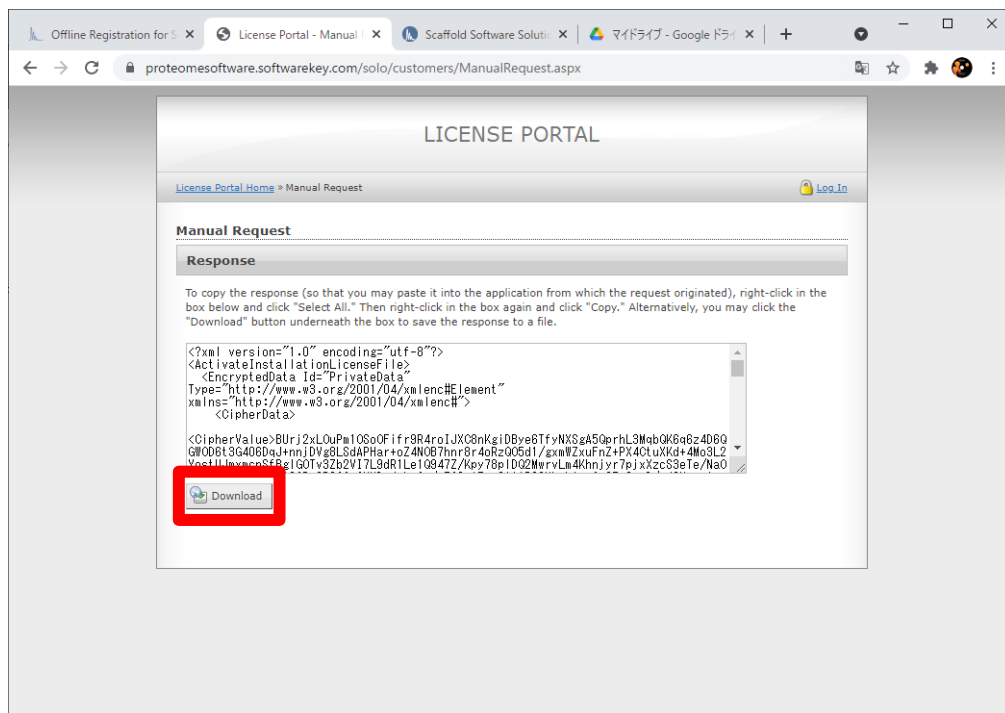 Offline Registration for S
License Portal - Manual
Scaffold Software Soluti
マイドライブ - Google ドライ
proteomesoftware.softwarekey.com/solo/customers/ManualRequest.aspx
LICENSE PORTAL
License Portal Home » Manual Request
Log In
Manual Request
Response
To copy the response (so that you may paste it into the application from which the request originated), right-click in the
box below and click "Select All." Then right-click in the box again and click "Copy." Alternatively, you may click the
"Download" button underneath the box to save the response to a file.
<?xml version="1.0" encoding="utf-8"?>
<ActivateInstallationLicenseFile>
<EncryptedData Id="PrivateData"
Type="http://www.w3.org/2001/04/xmlenc#Element"
xmlns="http://www.w3.org/2001/04/xmlenc#">
<CipherData>
Download